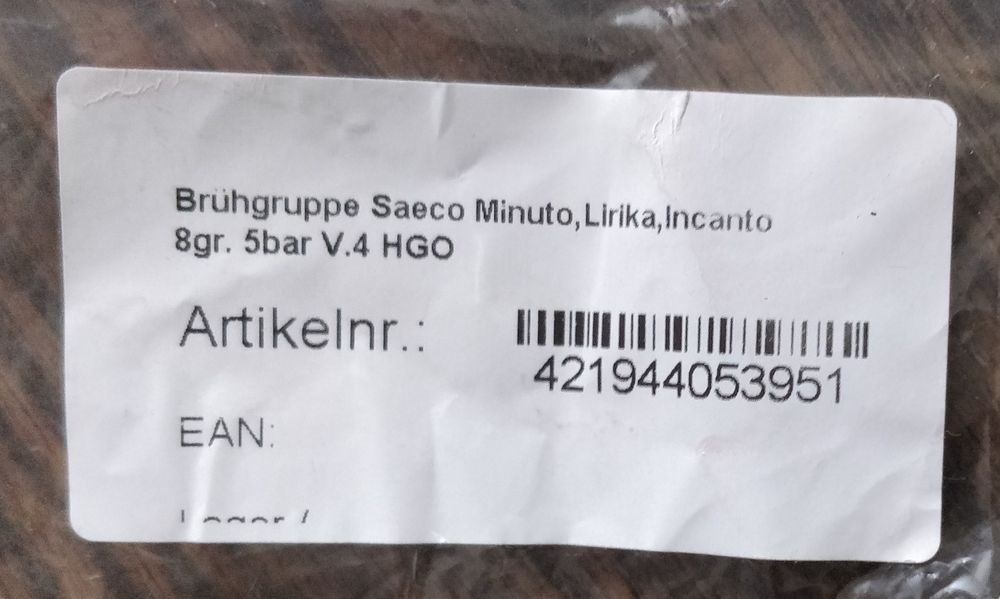 Brühgruppe Saeco Minuto,Lirika,Incanto
8gr. 5bar V.4 HGO
Artikelnr.:
421944053951
EAN: